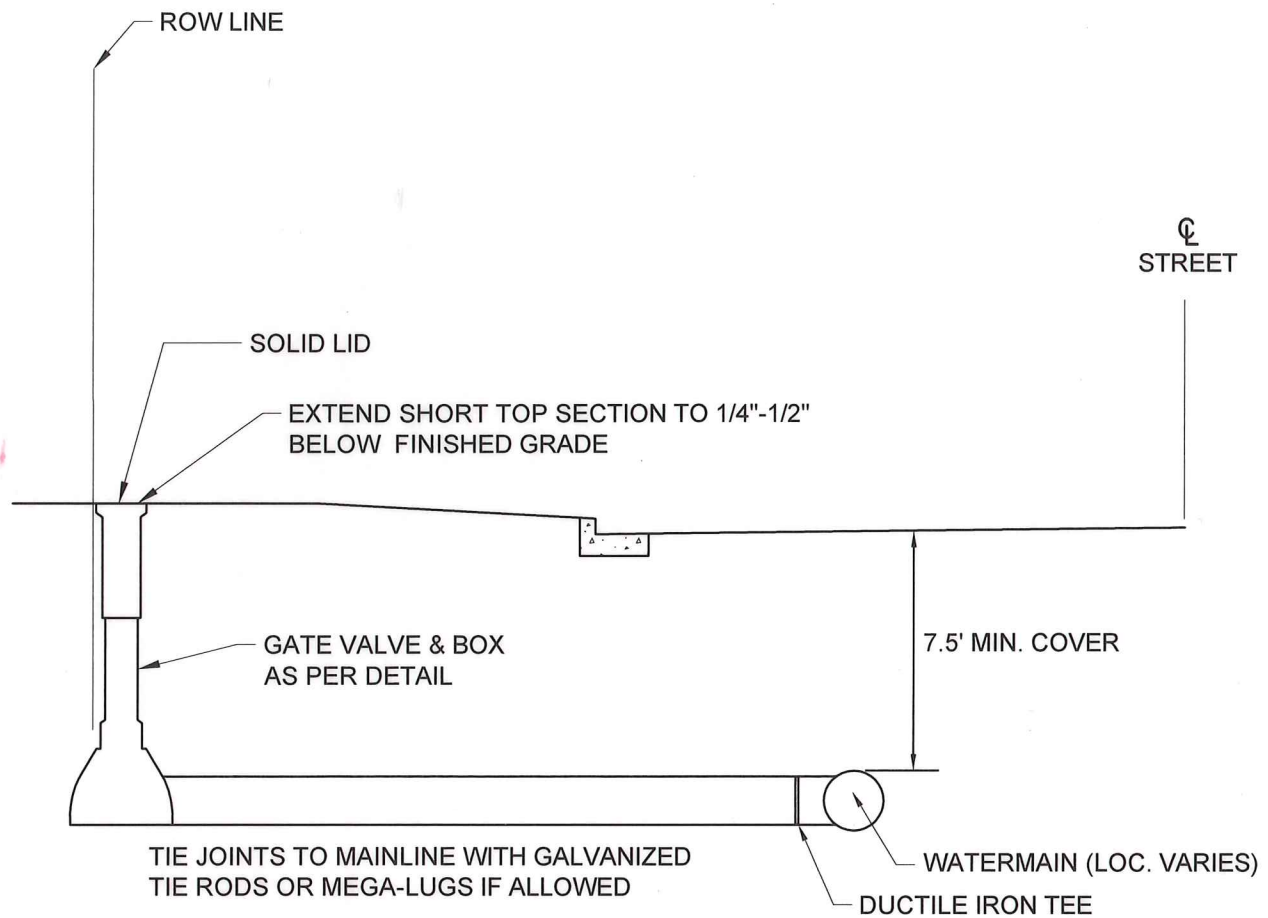 ROW LINE
℄
STREET
SOLID LID
EXTEND SHORT TOP SECTION TO 1/4"-1/2"
BELOW FINISHED GRADE
GATE VALVE & BOX
AS PER DETAIL
7.5' MIN. COVER
TIE JOINTS TO MAINLINE WITH GALVANIZED
TIE RODS OR MEGA-LUGS IF ALLOWED
WATERMAIN (LOC. VARIES)
DUCTILE IRON TEE